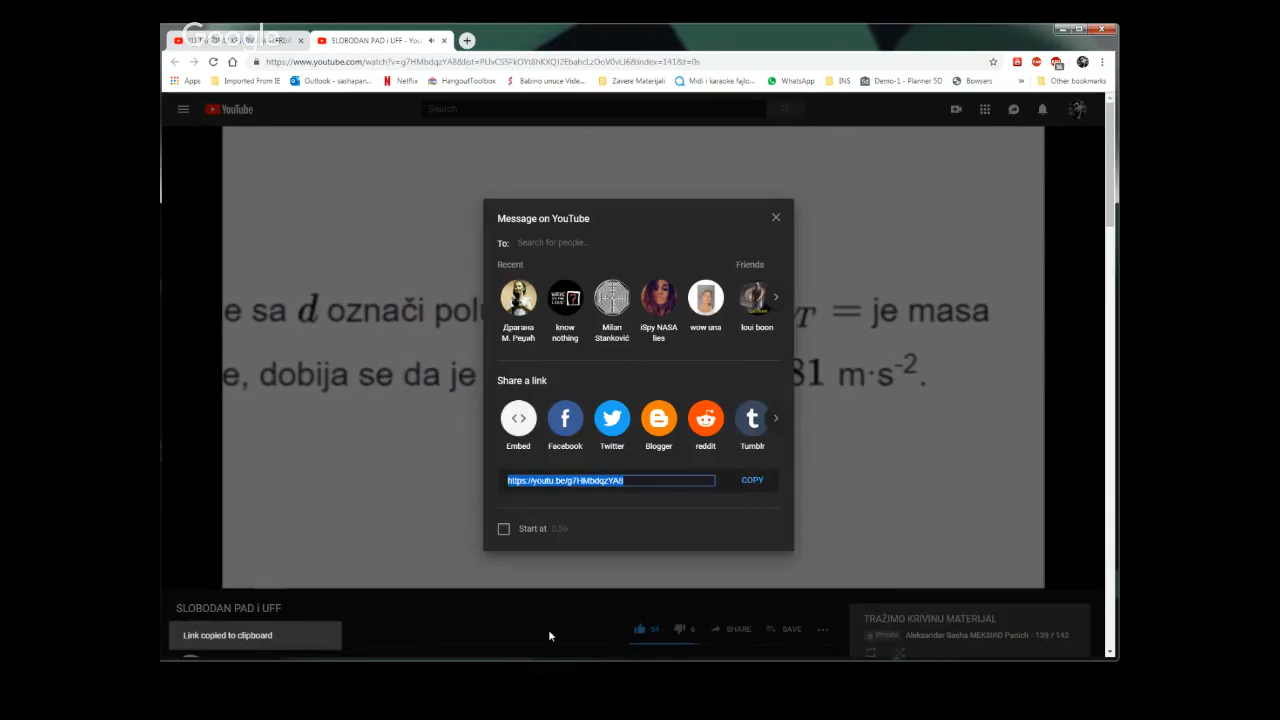 Google
SLOBODAN PAD i UFF - You
https://www.youtube.com/watch?v=g7HMbdqzYA8&list=PLJvCS5FkOYt8hKXQJ2EbahcLzOoV0vLI6&index=141&t=0s
Apps Imported From IE Outlook - sashapan... Netflix HangoutToolbox Babino unuce Vide... Zavere Materijali Midi i karaoke fajlo... WhatsApp INS Demo-1 - Planner 5D Bowsers » Other bookmarks
YouTube Search
Message on YouTube
To: Search for people...
Recent Friends
Драгана М. Рецић
know nothing
Milan Stanković
iSpy NASA lies
wow una
loui boon
e sa d označi polu
T = je masa
e, dobija se da je
81 m·s-2.
Share a link
Embed Facebook Twitter Blogger reddit Tumblr
https://youtu.be/g7HMbdqzYA8 COPY
Start at 0:59
SLOBODAN PAD i UFF
Link copied to clipboard
54 6 SHARE SAVE
TRAŽIMO KRIVINU MATERIJAL
Private Aleksandar Sasha MEKSIKO Panich - 139 / 142